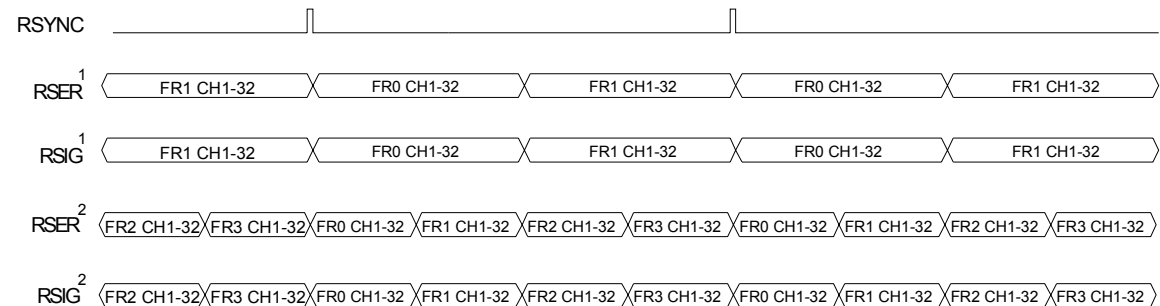 RSYNC
RSER1 FR1 CH1-32 FR0 CH1-32 FR1 CH1-32 FR0 CH1-32 FR1 CH1-32
RSIG1 FR1 CH1-32 FR0 CH1-32 FR1 CH1-32 FR0 CH1-32 FR1 CH1-32
RSER2 FR2 CH1-32 FR3 CH1-32 FR0 CH1-32 FR1 CH1-32 FR2 CH1-32 FR3 CH1-32 FR0 CH1-32 FR1 CH1-32 FR2 CH1-32 FR3 CH1-32
RSIG2 FR2 CH1-32 FR3 CH1-32 FR0 CH1-32 FR1 CH1-32 FR2 CH1-32 FR3 CH1-32 FR0 CH1-32 FR1 CH1-32 FR2 CH1-32 FR3 CH1-32